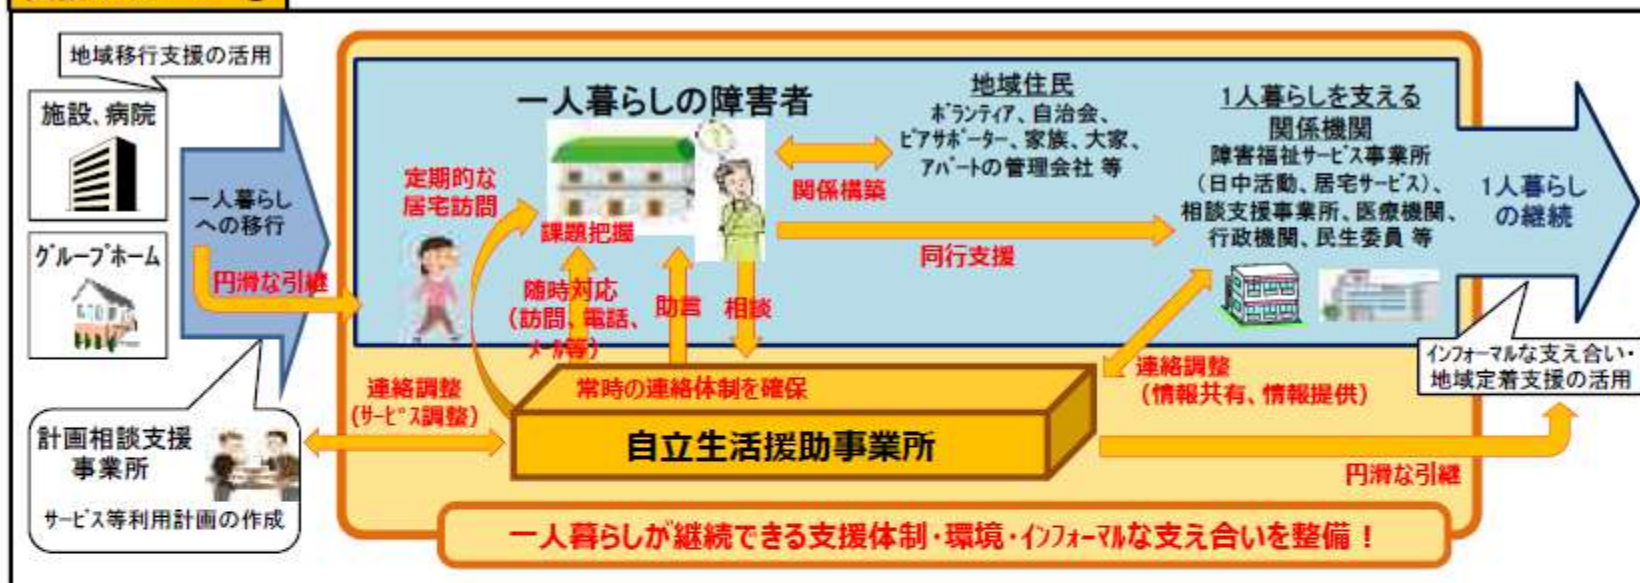 地域移行支援の活用
施設、病院
グループホーム
一人暮らし
への移行
円滑な引継
計画相談支援
事業所
サービス等利用計画の作成
連絡調整
(サービス調整)
一人暮らしの障害者
定期的な
居宅訪問
課題把握
随時対応
(訪問、電話、
メール等)
助言
相談
関係構築
同行支援
地域住民
ボランティア、自治会、
ピアサポーター、家族、大家、
アパートの管理会社 等
1人暮らしを支える
関係機関
障害福祉サービス事業所
(日中活動、居宅サービス)、
相談支援事業所、医療機関、
行政機関、民生委員 等
常時の連絡体制を確保
自立生活援助事業所
連絡調整
(情報共有、情報提供)
1人暮らし
の継続
インフォーマルな支え合い・
地域定着支援の活用
円滑な引継
一人暮らしが継続できる支援体制・環境・インフォーマルな支え合いを整備!